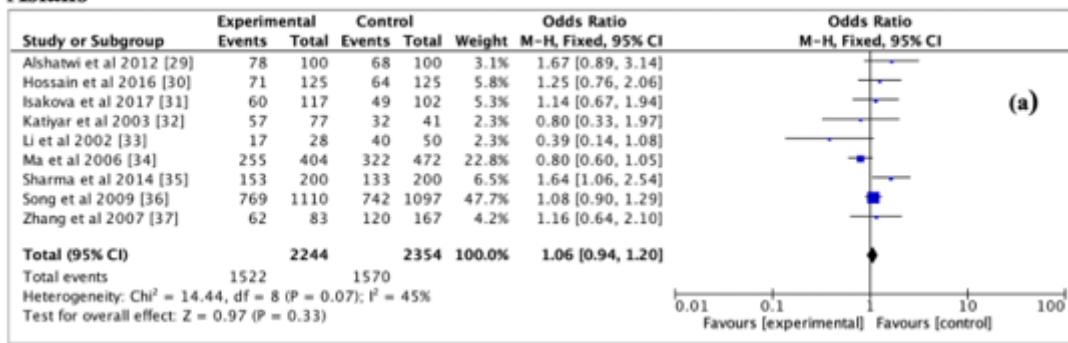 Experimental Control Odds Ratio Odds Ratio
Study or Subgroup Events Total Events Total Weight M-H, Fixed, 95% CI M-H, Fixed, 95% CI
Alshatwi et al 2012 [29] 78 100 68 100 3.1% 1.67 [0.89, 3.14]
Hossain et al 2016 [30] 71 125 64 125 5.8% 1.25 [0.76, 2.06]
Isakova et al 2017 [31] 60 117 49 102 5.3% 1.14 [0.67, 1.94]
(a)
Katiyar et al 2003 [32] 57 77 32 41 2.3% 0.80 [0.33, 1.97]
Li et al 2002 [33] 17 28 40 50 2.3% 0.39 [0.14, 1.08]
Ma et al 2006 [34] 255 404 322 472 22.8% 0.80 [0.60, 1.05]
Sharma et al 2014 [35] 153 200 133 200 6.5% 1.64 [1.06, 2.54]
Song et al 2009 [36] 769 1110 742 1097 47.7% 1.08 [0.90, 1.29]
Zhang et al 2007 [37] 62 83 120 167 4.2% 1.16 [0.64, 2.10]
Total (95% CI) 2244 2354 100.0% 1.06 [0.94, 1.20]
Total events 1522 1570
Heterogeneity: Chi² = 14.44, df = 8 (P = 0.07); I² = 45%
Test for overall effect: Z = 0.97 (P = 0.33)
0.01 0.1 1 10 100
Favours [experimental] Favours [control]